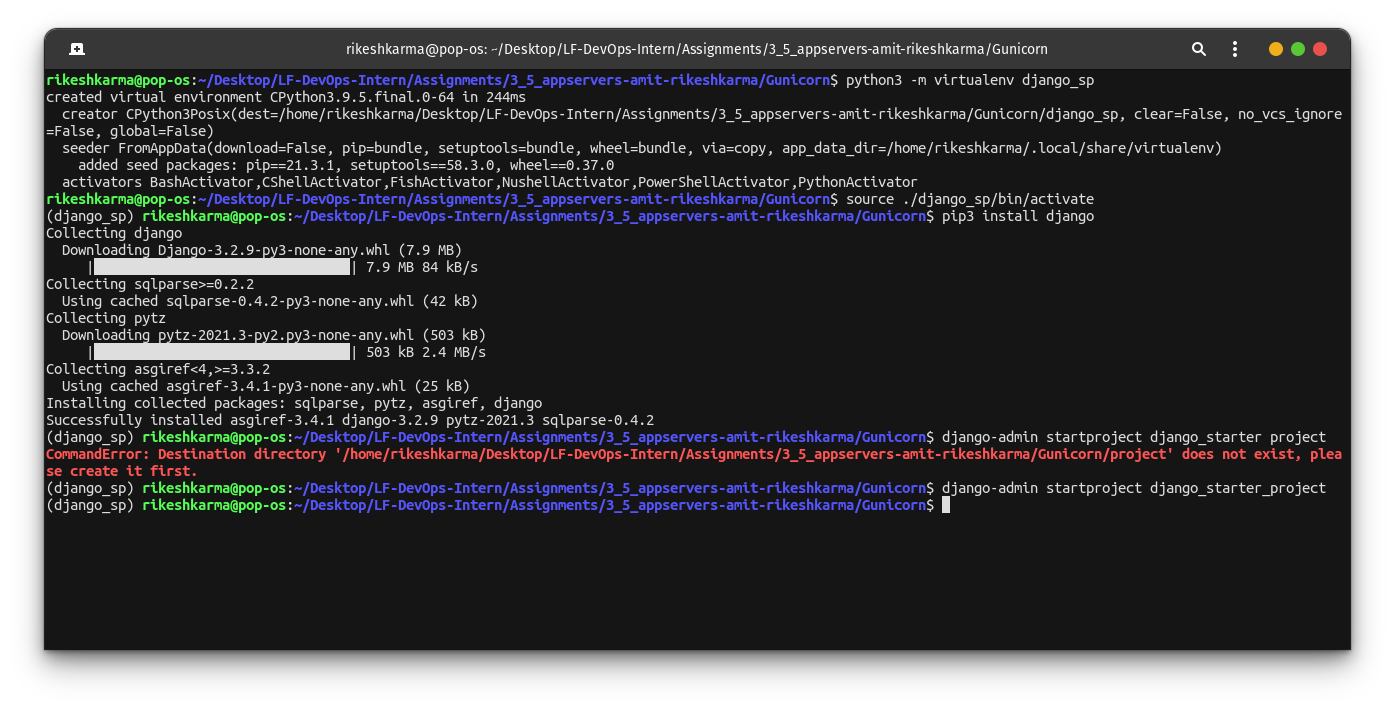 rikeshkarma@pop-os: ~/Desktop/LF-DevOps-Intern/Assignments/3_5_appservers-amit-rikeshkarma/Gunicorn
rikeshkarma@pop-os:~/Desktop/LF-DevOps-Intern/Assignments/3_5_appservers-amit-rikeshkarma/Gunicorn$ python3 -m virtualenv django_sp
created virtual environment CPython3.9.5.final.0-64 in 244ms
  creator CPython3Posix(dest=/home/rikeshkarma/Desktop/LF-DevOps-Intern/Assignments/3_5_appservers-amit-rikeshkarma/Gunicorn/django_sp, clear=False, no_vcs_ignore
=False, global=False)
  seeder FromAppData(download=False, pip=bundle, setuptools=bundle, wheel=bundle, via=copy, app_data_dir=/home/rikeshkarma/.local/share/virtualenv)
    added seed packages: pip==21.3.1, setuptools==58.3.0, wheel==0.37.0
  activators BashActivator,CShellActivator,FishActivator,NushellActivator,PowerShellActivator,PythonActivator
rikeshkarma@pop-os:~/Desktop/LF-DevOps-Intern/Assignments/3_5_appservers-amit-rikeshkarma/Gunicorn$ source ./django_sp/bin/activate
(django_sp) rikeshkarma@pop-os:~/Desktop/LF-DevOps-Intern/Assignments/3_5_appservers-amit-rikeshkarma/Gunicorn$ pip3 install django
Collecting django
  Downloading Django-3.2.9-py3-none-any.whl (7.9 MB)
     |████████████████████████████████| 7.9 MB 84 kB/s
Collecting sqlparse>=0.2.2
  Using cached sqlparse-0.4.2-py3-none-any.whl (42 kB)
Collecting pytz
  Downloading pytz-2021.3-py2.py3-none-any.whl (503 kB)
     |████████████████████████████████| 503 kB 2.4 MB/s
Collecting asgiref<4,>=3.3.2
  Using cached asgiref-3.4.1-py3-none-any.whl (25 kB)
Installing collected packages: sqlparse, pytz, asgiref, django
Successfully installed asgiref-3.4.1 django-3.2.9 pytz-2021.3 sqlparse-0.4.2
(django_sp) rikeshkarma@pop-os:~/Desktop/LF-DevOps-Intern/Assignments/3_5_appservers-amit-rikeshkarma/Gunicorn$ django-admin startproject django_starter project
CommandError: Destination directory '/home/rikeshkarma/Desktop/LF-DevOps-Intern/Assignments/3_5_appservers-amit-rikeshkarma/Gunicorn/project' does not exist, plea
se create it first.
(django_sp) rikeshkarma@pop-os:~/Desktop/LF-DevOps-Intern/Assignments/3_5_appservers-amit-rikeshkarma/Gunicorn$ django-admin startproject django_starter_project
(django_sp) rikeshkarma@pop-os:~/Desktop/LF-DevOps-Intern/Assignments/3_5_appservers-amit-rikeshkarma/Gunicorn$